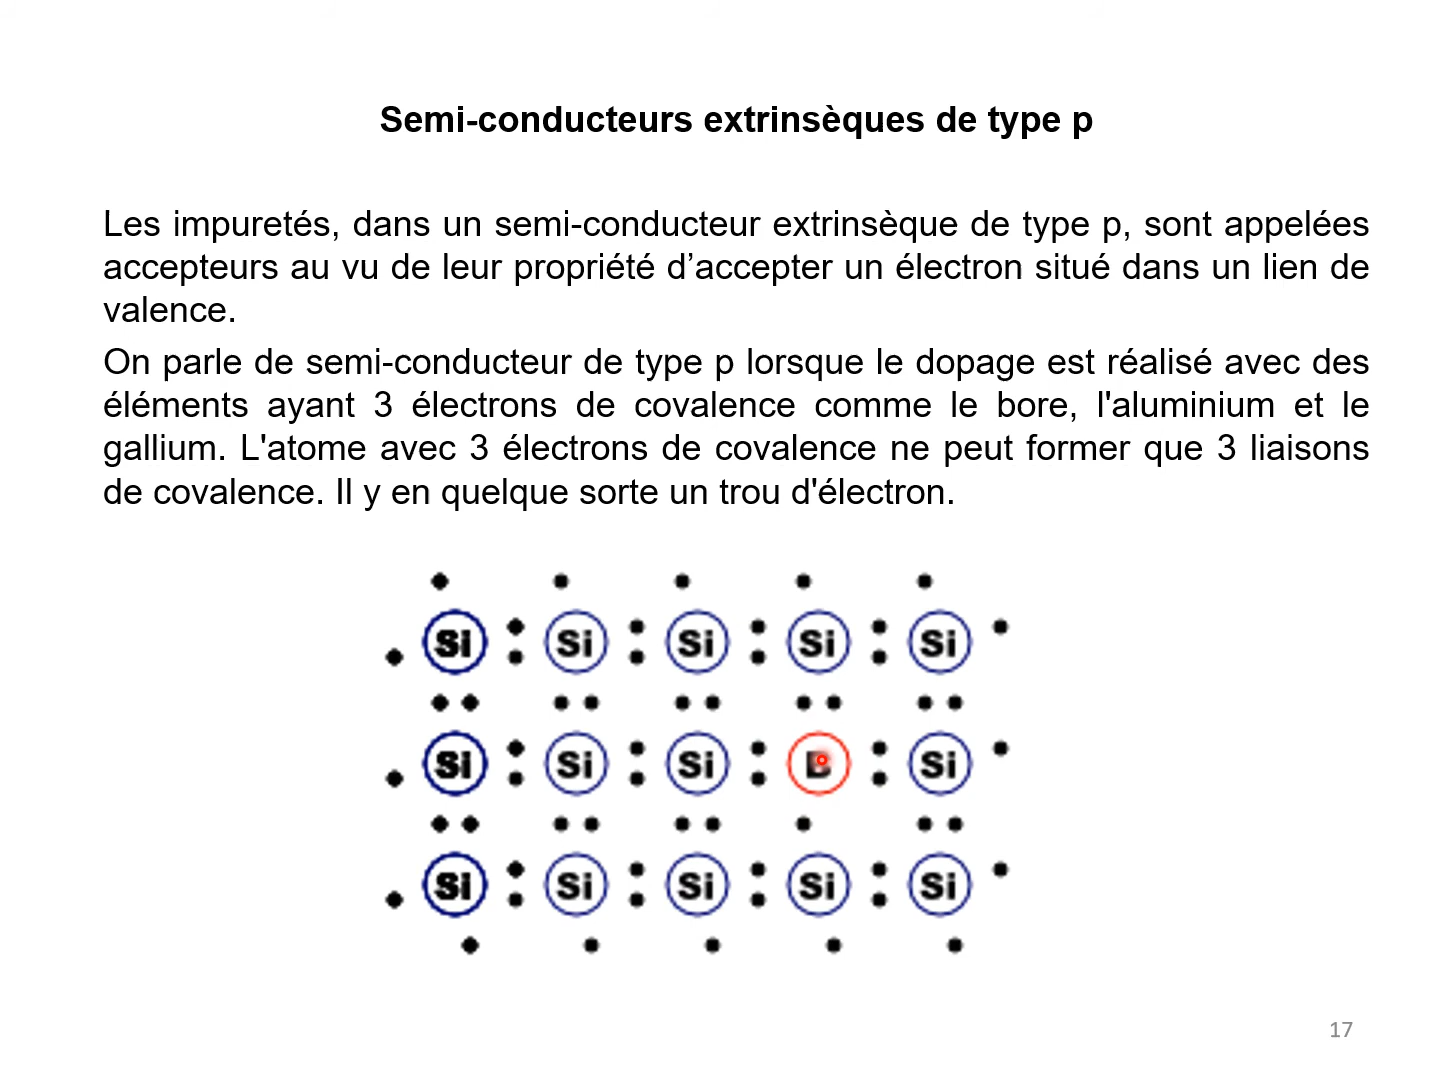 Semi-conducteurs extrinsèques de type p
Les impuretés, dans un semi-conducteur extrinsèque de type p, sont appelées
accepteurs au vu de leur propriété d’accepter un électron situé dans un lien de
valence.
On parle de semi-conducteur de type p lorsque le dopage est réalisé avec des
éléments ayant 3 électrons de covalence comme le bore, l'aluminium et le
gallium. L'atome avec 3 électrons de covalence ne peut former que 3 liaisons
de covalence. Il y en quelque sorte un trou d'électron.
Si Si Si Si Si
Si Si Si B Si
Si Si Si Si Si
17